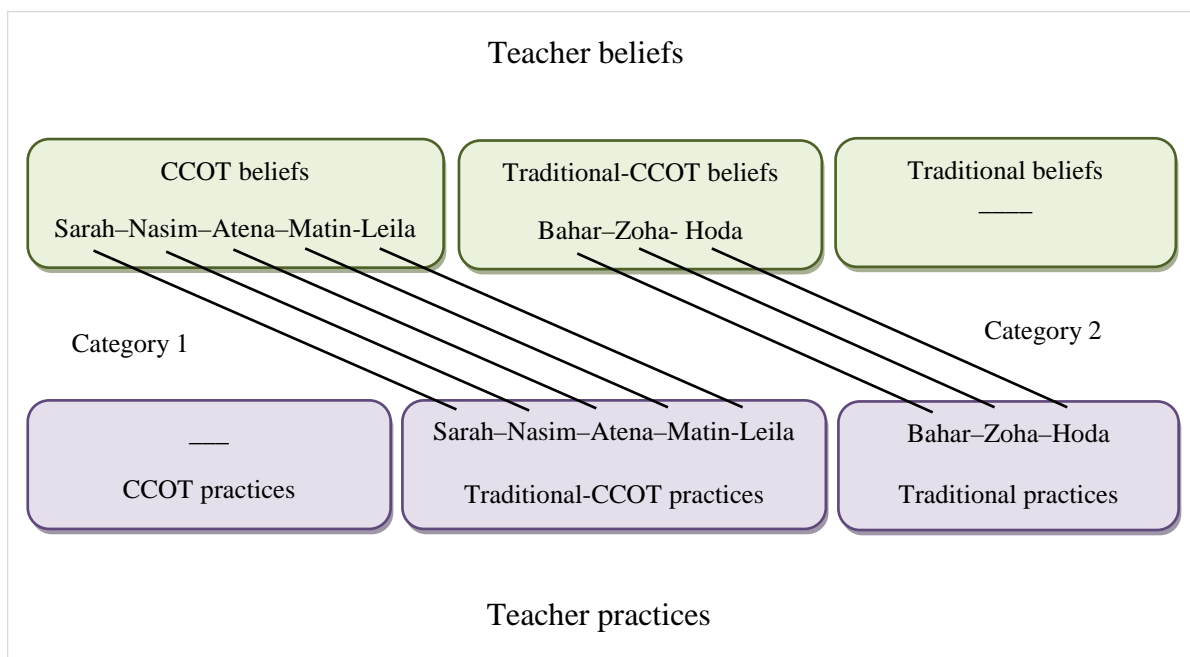 Teacher beliefs
CCOT beliefs
Sarah–Nasim–Atena–Matin-Leila
Traditional-CCOT beliefs
Bahar–Zoha- Hoda
Traditional beliefs
____
Category 1
Category 2
___
CCOT practices
Sarah–Nasim–Atena–Matin-Leila
Traditional-CCOT practices
Bahar–Zoha–Hoda
Traditional practices
Teacher practices